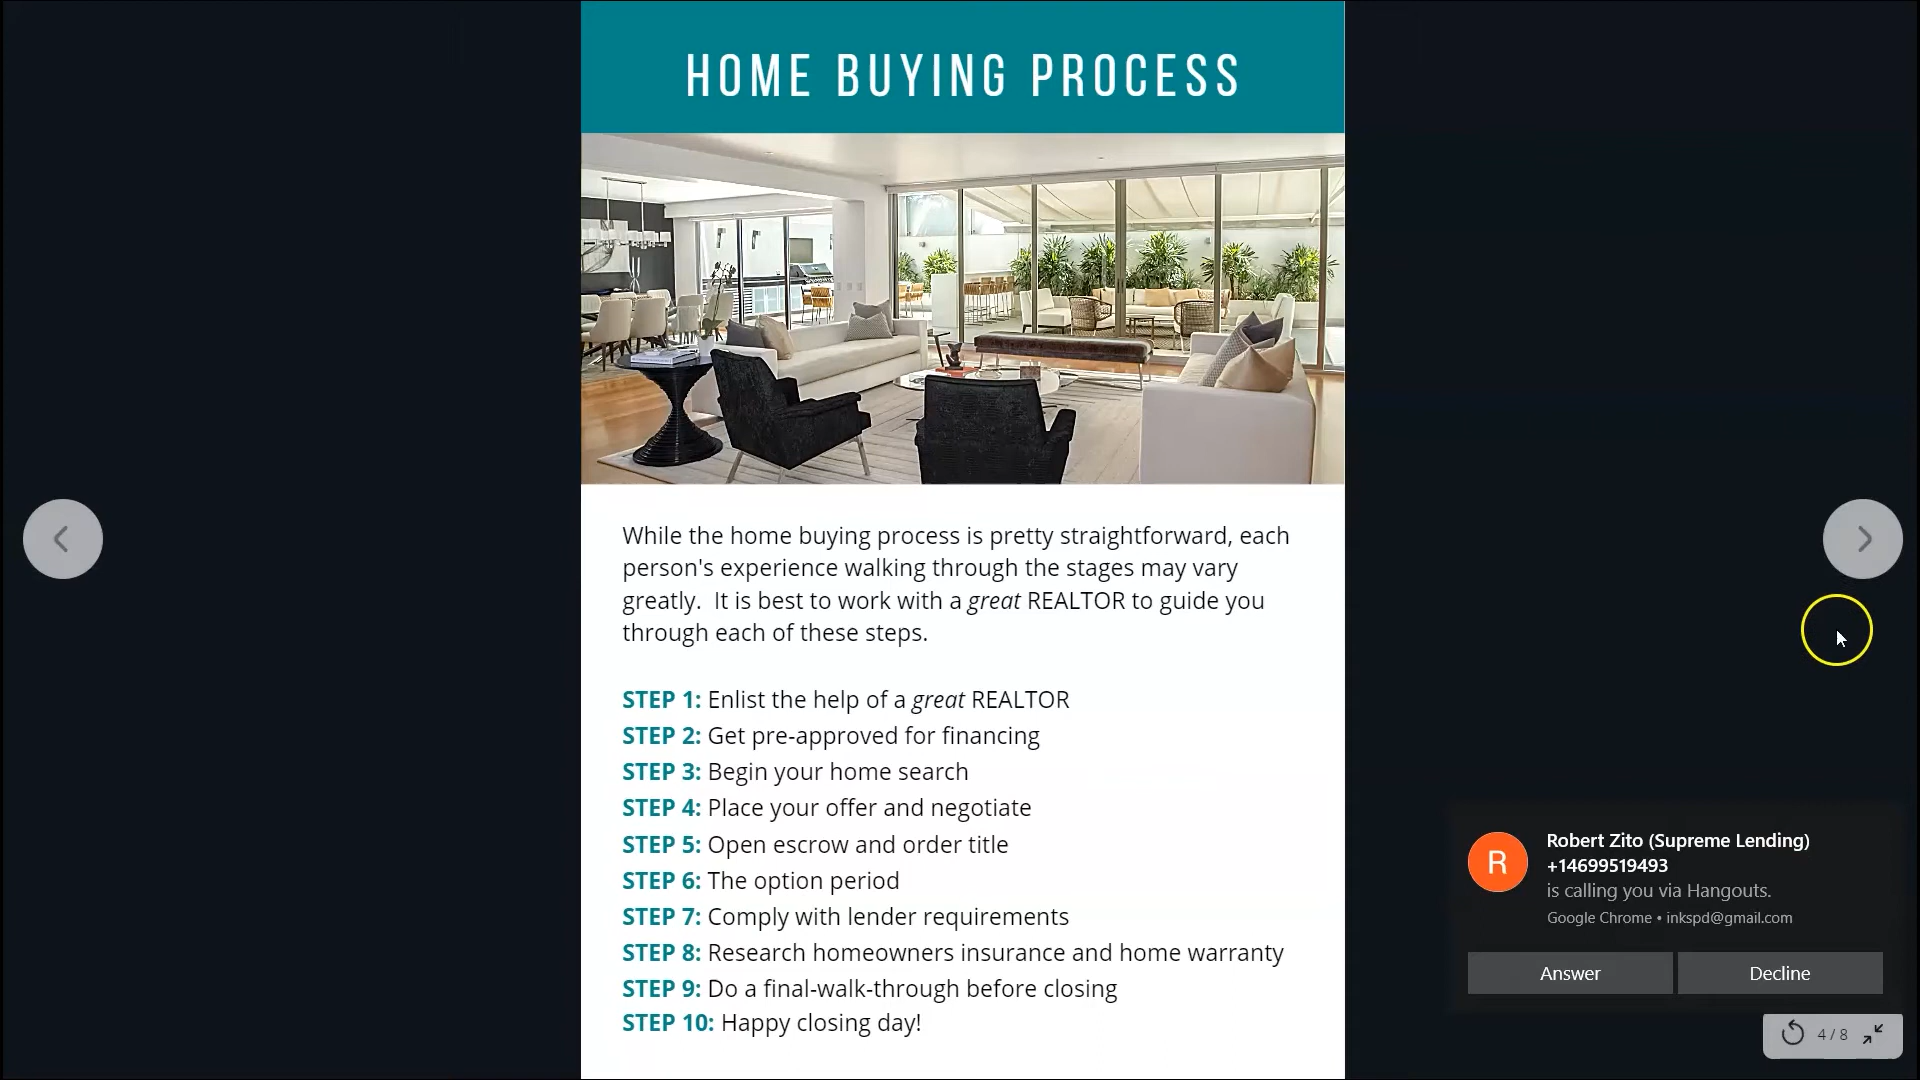 HOME BUYING PROCESS
While the home buying process is pretty straightforward, each
person's experience walking through the stages may vary
greatly.  It is best to work with a great REALTOR to guide you
through each of these steps.
STEP 1: Enlist the help of a great REALTOR
STEP 2: Get pre-approved for financing
STEP 3: Begin your home search
STEP 4: Place your offer and negotiate
STEP 5: Open escrow and order title
STEP 6: The option period
STEP 7: Comply with lender requirements
STEP 8: Research homeowners insurance and home warranty
STEP 9: Do a final-walk-through before closing
STEP 10: Happy closing day!
R
Robert Zito (Supreme Lending)
+14699519493
is calling you via Hangouts.
Google Chrome • inkspd@gmail.com
Answer
Decline
4 / 8